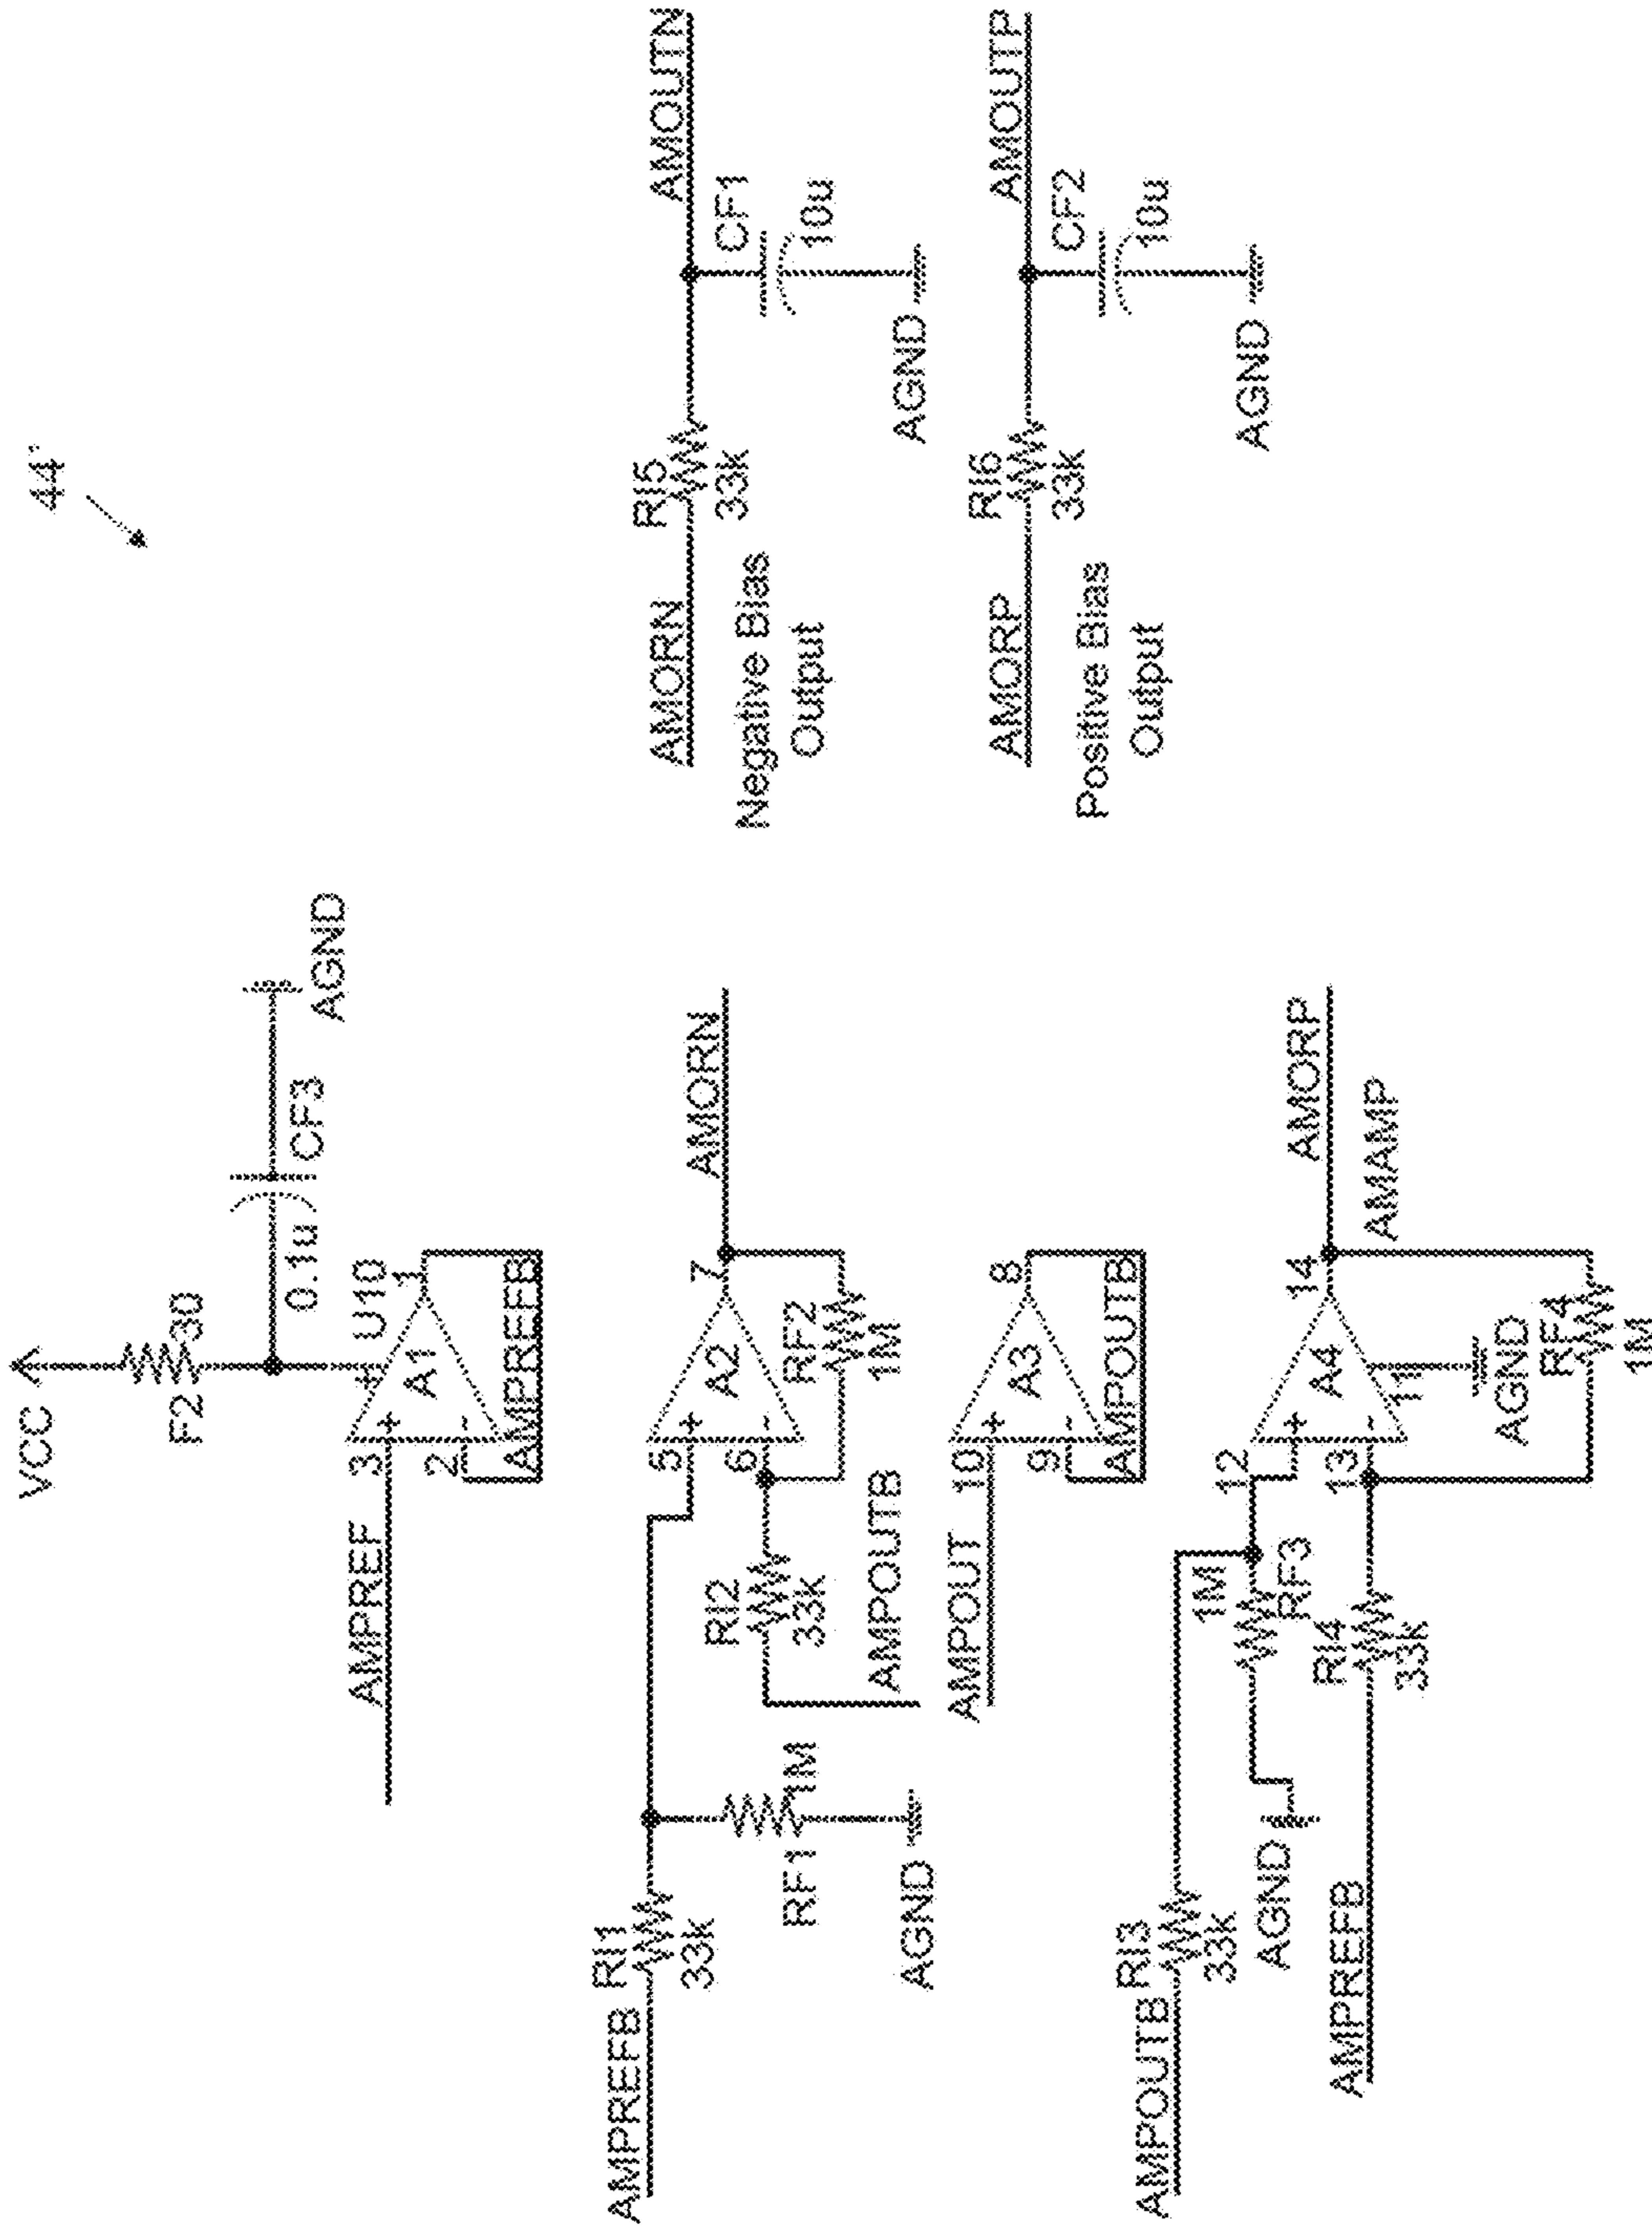 44'
VCC
F2
30
0.1u
CF3
AGND
AMPREF
3
2
4
U10
1
A1
+
-
AMPREFB
AMPREFB
RI1
33k
RF1
1M
AGND
5
6
A2
+
-
7
AMORN
RI2
33k
AMPOUTB
RF2
1M
AMPOUT
10
9
A3
+
-
8
AMPOUTB
AMPOUTB
RI3
33k
1M
RF3
AGND
AMPREFB
RI4
33k
12
13
A4
+
-
14
11
AGND
AMORP
AMAMP
RF4
1M
AMORN
Negative Bias
Output
RI5
33k
AMOUTN
CF1
10u
AGND
AMORP
Positive Bias
Output
RI6
33k
AMOUTP
CF2
10u
AGND